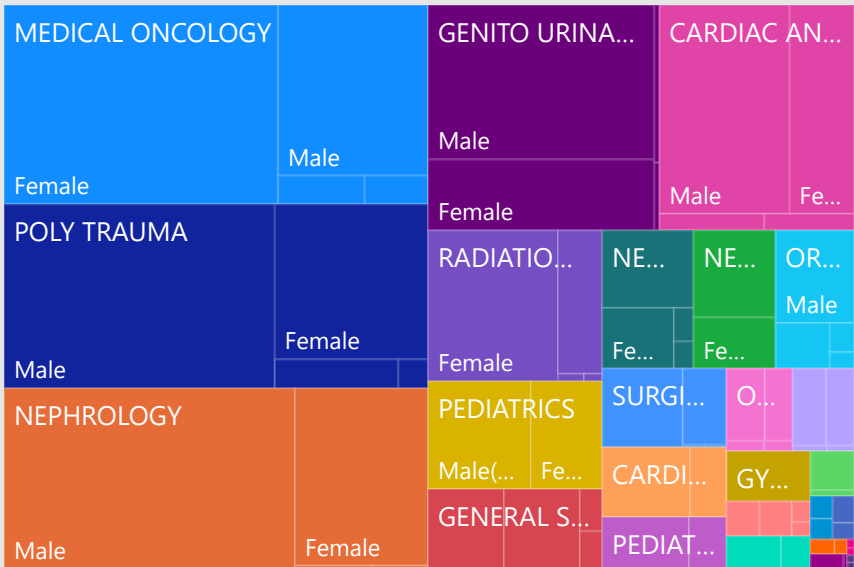 MEDICAL ONCOLOGY
Male
Female
GENITO URINA...
Male
Female
CARDIAC AN...
Male
Fe...
POLY TRAUMA
Female
Male
RADIATIO...
Female
NE...
Fe...
NE...
Fe...
OR...
Male
NEPHROLOGY
Male
Female
PEDIATRICS
Male(...
Fe...
GENERAL S...
SURGI...
O...
CARDI...
GY...
PEDIAT...